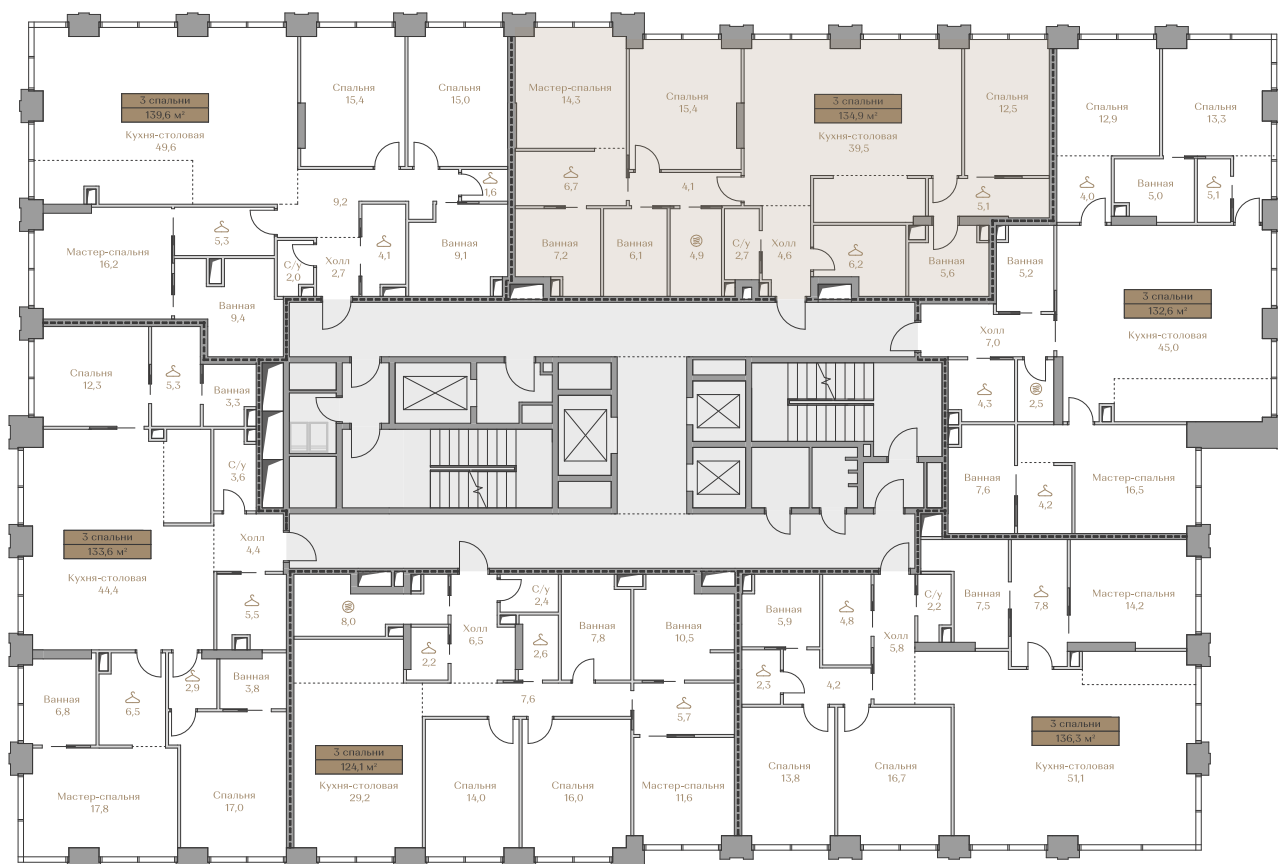 3 спальни
139,6 м²
Кухня-столовая
49,6
Спальня
15,4
Спальня
15,0
1,6
9,2
Мастер-спальня
16,2
5,3
С/у
2,0
Холл
2,7
4,1
Ванная
9,1
Ванная
9,4
Мастер-спальня
14,3
Спальня
15,4
3 спальни
134,9 м²
Кухня-столовая
39,5
Спальня
12,5
6,7
4,1
5,1
Ванная
7,2
Ванная
6,1
4,9
С/у
2,7
Холл
4,6
6,2
Ванная
5,6
Спальня
12,9
Спальня
13,3
4,0
Ванная
5,0
5,1
Ванная
5,2
3 спальни
132,6 м²
Кухня-столовая
45,0
Холл
7,0
4,3
2,5
Ванная
7,6
4,2
Мастер-спальня
16,5
Спальня
12,3
5,3
Ванная
3,3
С/у
3,6
3 спальни
133,6 м²
Кухня-столовая
44,4
Холл
4,4
5,5
Ванная
6,8
6,5
2,9
Ванная
3,8
Мастер-спальня
17,8
Спальня
17,0
8,0
С/у
2,4
Холл
6,5
2,2
2,6
Ванная
7,8
Ванная
10,5
7,6
5,7
3 спальни
124,1 м²
Кухня-столовая
29,2
Спальня
14,0
Спальня
16,0
Мастер-спальня
11,6
Ванная
5,9
4,8
С/у
2,2
Холл
5,8
Ванная
7,5
7,8
Мастер-спальня
14,2
2,3
4,2
Спальня
13,8
Спальня
16,7
3 спальни
136,3 м²
Кухня-столовая
51,1